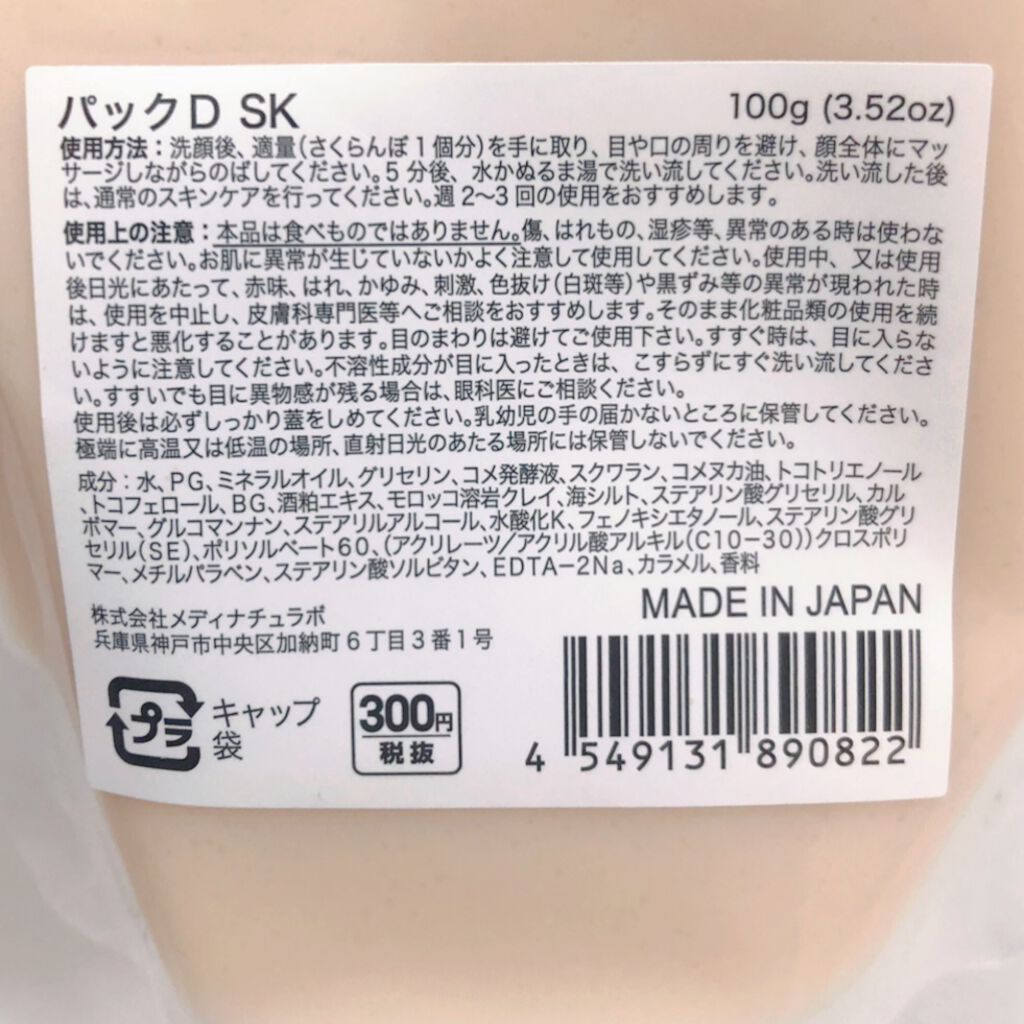 パックD SK
100g (3.52oz)
使用方法：洗顔後、適量(さくらんぼ1個分)を手に取り、目や口の周りを避け、顔全体にマッ
サージしながらのばしてください。5分後、水かぬるま湯で洗い流してください。洗い流した後
は、通常のスキンケアを行ってください。週2〜3回の使用をおすすめします。
使用上の注意：本品は食べものではありません。傷、はれもの、湿疹等、異常のある時は使わな
いでください。お肌に異常が生じていないかよく注意して使用してください。使用中、又は使用
後日光にあたって、赤味、はれ、かゆみ、刺激、色抜け(白斑等)や黒ずみ等の異常が現われた時
は、使用を中止し、皮膚科専門医等へご相談をおすすめします。そのまま化粧品類の使用を続
けますと悪化することがあります。目のまわりは避けてご使用下さい。すすぐ時は、目に入らな
いように注意してください。不溶性成分が目に入ったときは、こすらずにすぐ洗い流してくださ
い。すすいでも目に異物感が残る場合は、眼科医にご相談ください。
使用後は必ずしっかり蓋をしめてください。乳幼児の手の届かないところに保管してください。
極端に高温又は低温の場所、直射日光のあたる場所には保管しないでください。
成分：水、PG、ミネラルオイル、グリセリン、コメ発酵液、スクワラン、コメヌカ油、トコトリエノール
、トコフェロール、BG、酒粕エキス、モロッコ溶岩クレイ、海シルト、ステアリン酸グリセリル、カル
ボマー、グルコマンナン、ステアリルアルコール、水酸化K、フェノキシエタノール、ステアリン酸グリ
セリル(SE)、ポリソルベート60、(アクリレーツ/アクリル酸アルキル(C10-30))クロスポリ
マー、メチルパラベン、ステアリン酸ソルビタン、EDTA-2Na、カラメル、香料
MADE IN JAPAN
株式会社メディナチュラボ
兵庫県神戸市中央区加納町6丁目3番1号
プラ
キャップ
袋
300円
税抜
4 549131 890822